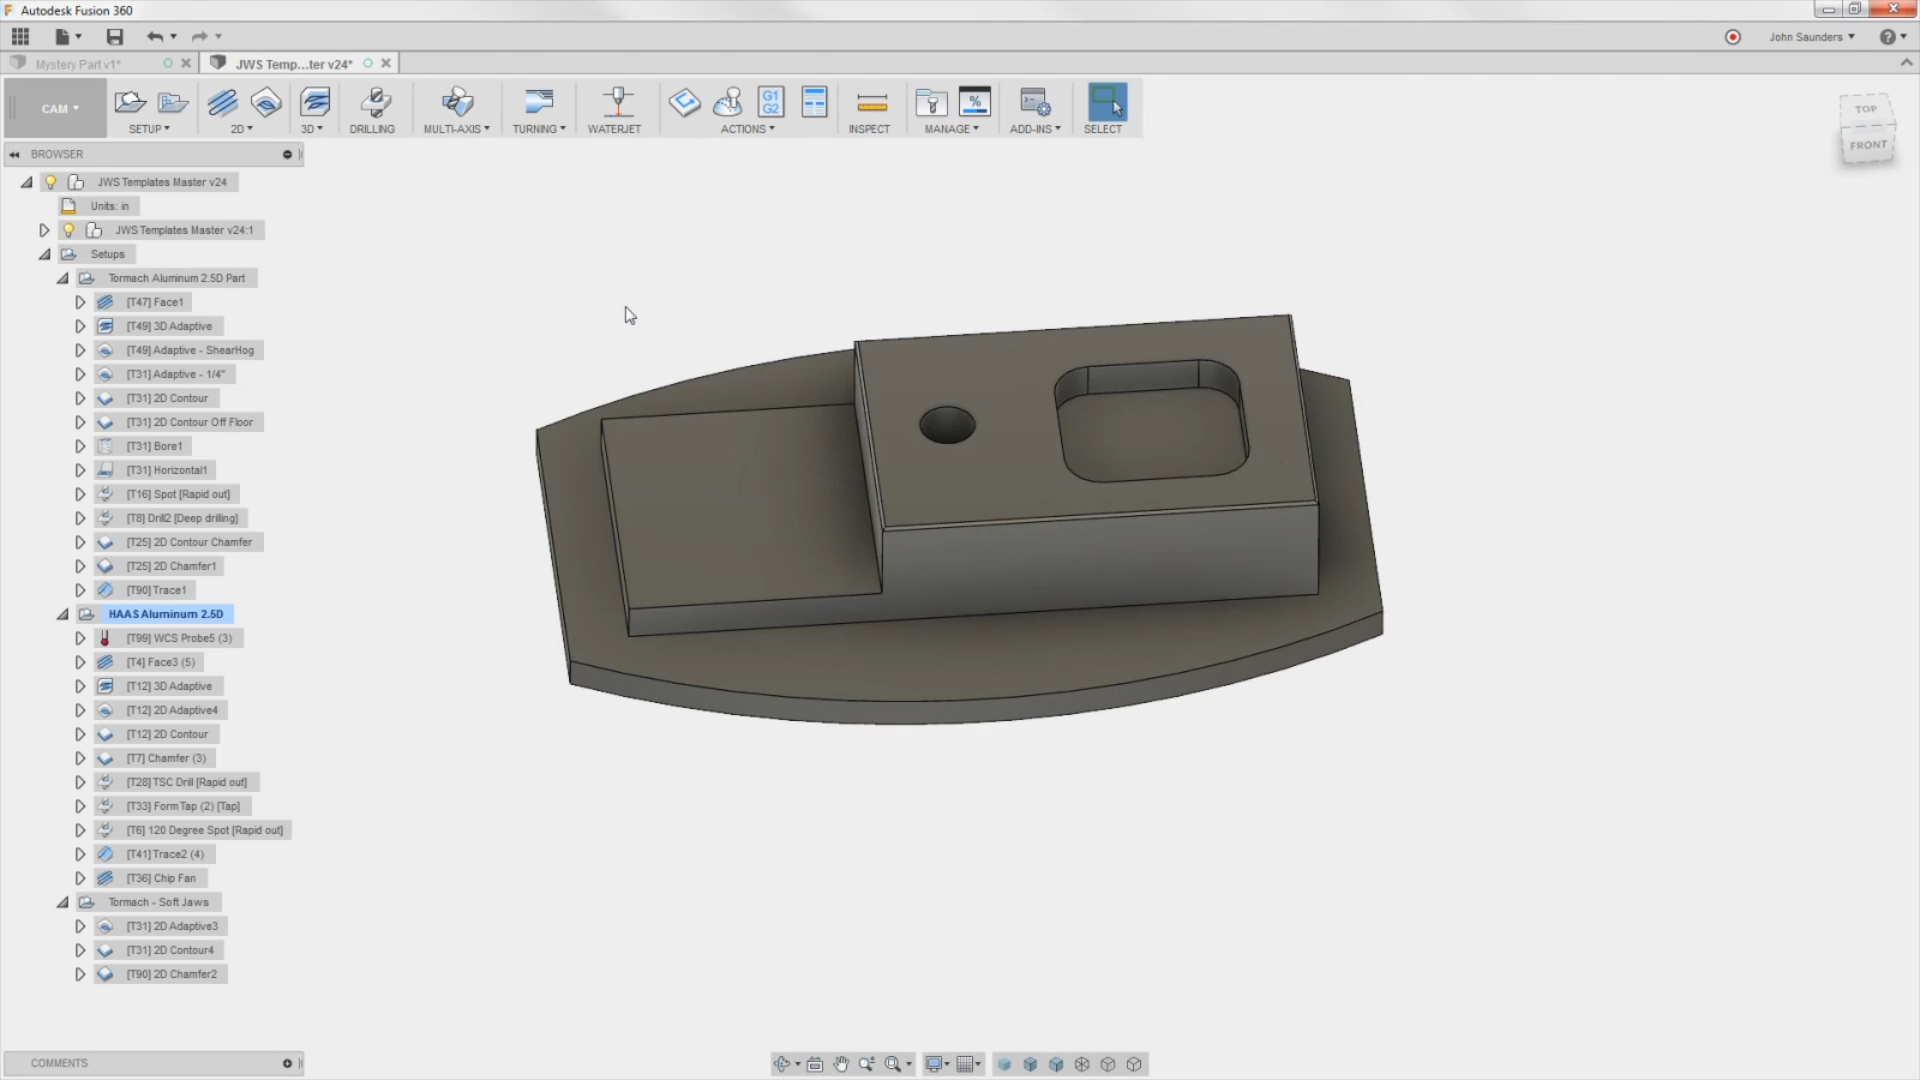 Autodesk Fusion 360
John Saunders
Mystery Part v1*
JWS Temp...ter v24*
CAM
SETUP
2D
3D
DRILLING
MULTI-AXIS
TURNING
WATERJET
G1
G2
ACTIONS
INSPECT
%
MANAGE
ADD-INS
SELECT
TOP
FRONT
BROWSER
JWS Templates Master v24
Units: in
JWS Templates Master v24:1
Setups
Tormach Aluminum 2.5D Part
[T47] Face1
[T49] 3D Adaptive
[T49] Adaptive - ShearHog
[T31] Adaptive - 1/4"
[T31] 2D Contour
[T31] 2D Contour Off Floor
[T31] Bore1
[T31] Horizontal1
[T16] Spot [Rapid out]
[T8] Drill2 [Deep drilling]
[T25] 2D Contour Chamfer
[T25] 2D Chamfer1
[T90] Trace1
HAAS Aluminum 2.5D
[T99] WCS Probe5 (3)
[T4] Face3 (5)
[T12] 3D Adaptive
[T12] 2D Adaptive4
[T12] 2D Contour
[T7] Chamfer (3)
[T28] TSC Drill [Rapid out]
[T33] Form Tap (2) [Tap]
[T6] 120 Degree Spot [Rapid out]
[T41] Trace2 (4)
[T36] Chip Fan
Tormach - Soft Jaws
[T31] 2D Adaptive3
[T31] 2D Contour4
[T90] 2D Chamfer2
COMMENTS